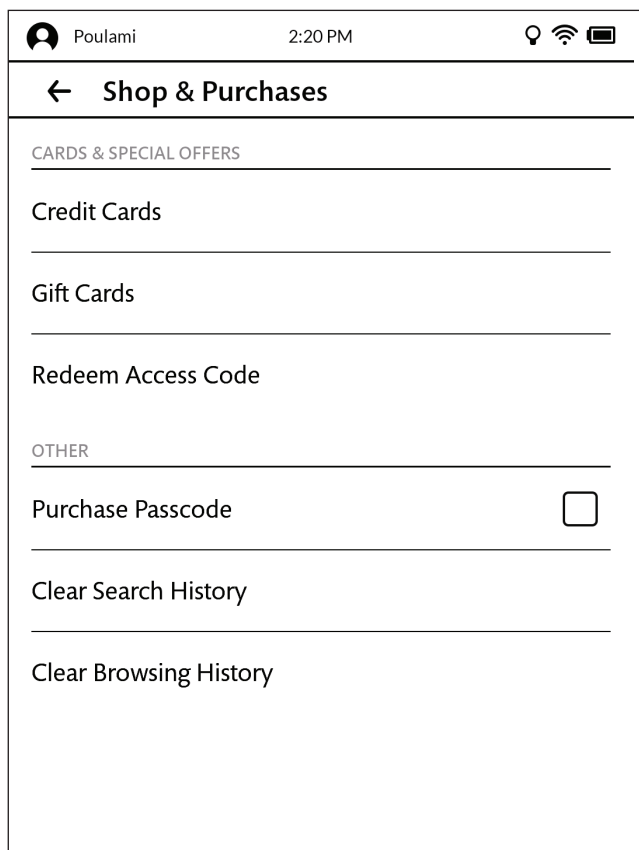 Poulami 2:20 PM
Shop & Purchases
CARDS & SPECIAL OFFERS
Credit Cards
Gift Cards
Redeem Access Code
OTHER
Purchase Passcode
Clear Search History
Clear Browsing History